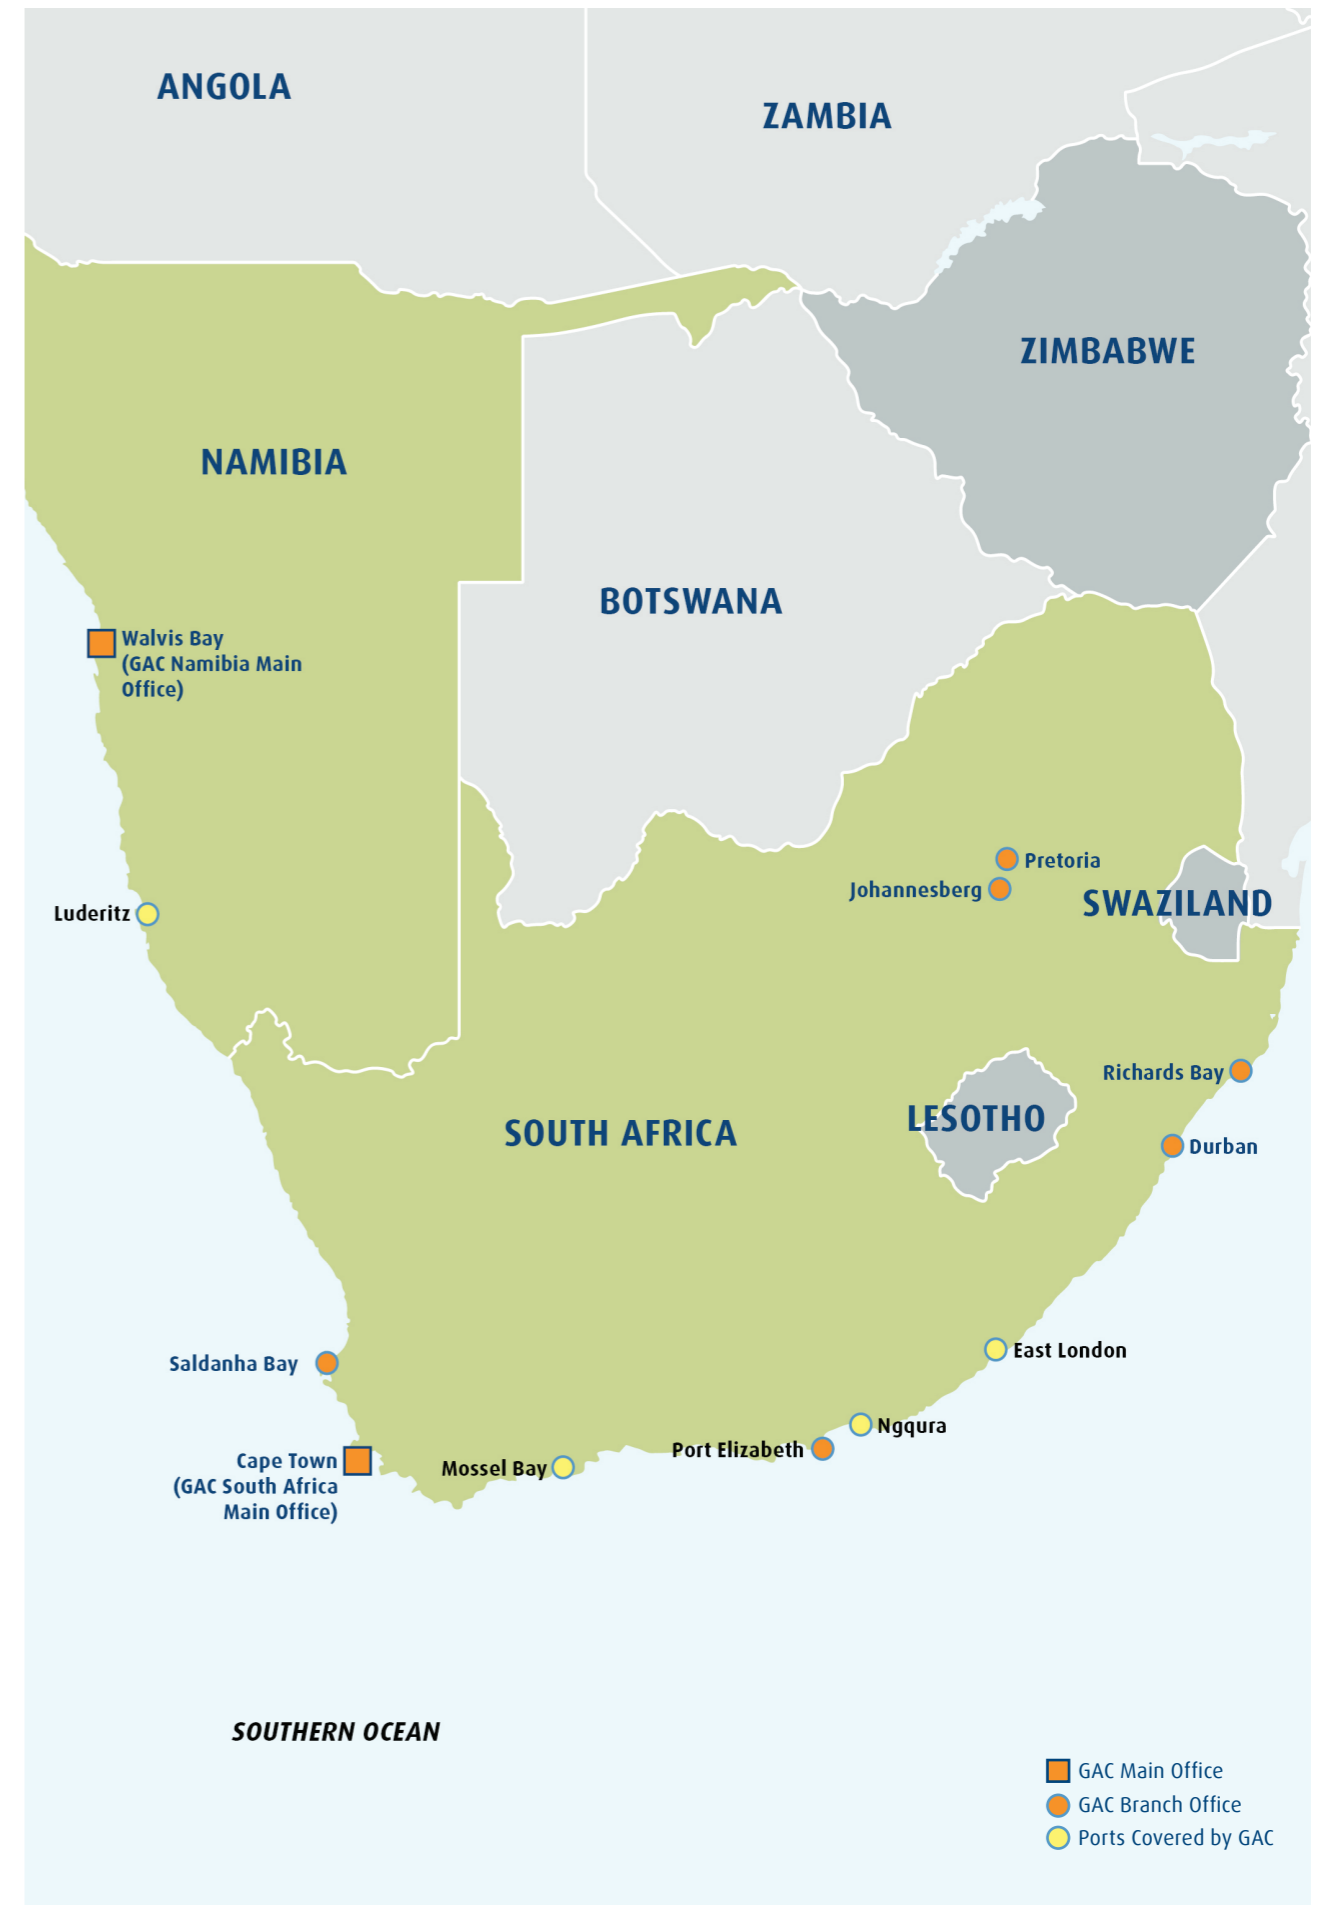 ANGOLA
ZAMBIA
ZIMBABWE
NAMIBIA
BOTSWANA
Walvis Bay
(GAC Namibia Main
Office)
Pretoria
Johannesberg
SWAZILAND
Luderitz
Richards Bay
LESOTHO
SOUTH AFRICA
Durban
East London
Saldanha Bay
Ngqura
Port Elizabeth
Cape Town
(GAC South Africa
Main Office)
Mossel Bay
SOUTHERN OCEAN
GAC Main Office
GAC Branch Office
Ports Covered by GAC